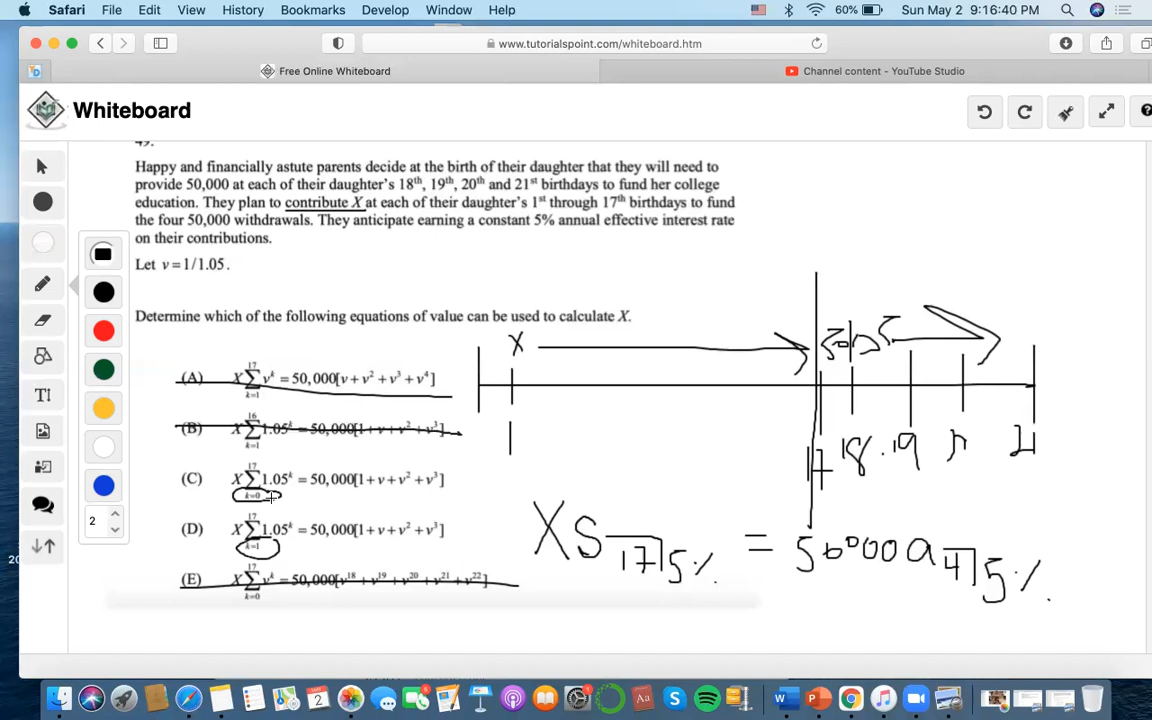 Safari File Edit View History Bookmarks Develop Window Help 60% Sun May 2 9:16:40 PM
www.tutorialspoint.com/whiteboard.htm
Free Online Whiteboard
Channel content - YouTube Studio
Whiteboard
49.
Happy and financially astute parents decide at the birth of their daughter that they will need to
provide 50,000 at each of their daughter's 18th, 19th, 20th and 21st birthdays to fund her college
education. They plan to contribute X at each of their daughter's 1st through 17th birthdays to fund
the four 50,000 withdrawals. They anticipate earning a constant 5% annual effective interest rate
on their contributions.
Let v = 1/1.05.
Determine which of the following equations of value can be used to calculate X.
(A) X∑_{k=1}^{17} v^k = 50,000[v + v^2 + v^3 + v^4]
(B) X∑_{k=1}^{16} 1.05^k = 50,000[1 + v + v^2 + v^3]
(C) X∑_{k=0}^{17} 1.05^k = 50,000[1 + v + v^2 + v^3]
(D) X∑_{k=1}^{17} 1.05^k = 50,000[1 + v + v^2 + v^3]
(E) X∑_{k=0}^{17} v^k = 50,000[v^18 + v^19 + v^20 + v^21 + v^22]
X
1 17 18 19 21
X S 17 5% = 50000 a 4 5%
T
2